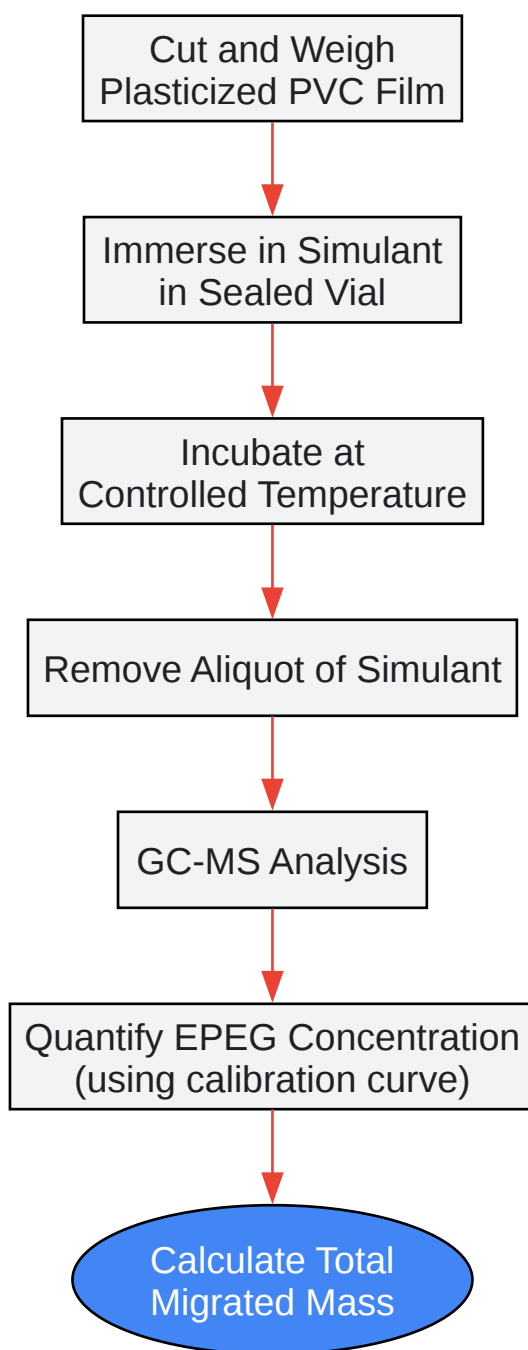 Cut and Weigh
Plasticized PVC Film
Immerse in Simulant
in Sealed Vial
Incubate at
Controlled Temperature
Remove Aliquot of Simulant
GC-MS Analysis
Quantify EPEG Concentration
(using calibration curve)
Calculate Total
Migrated Mass